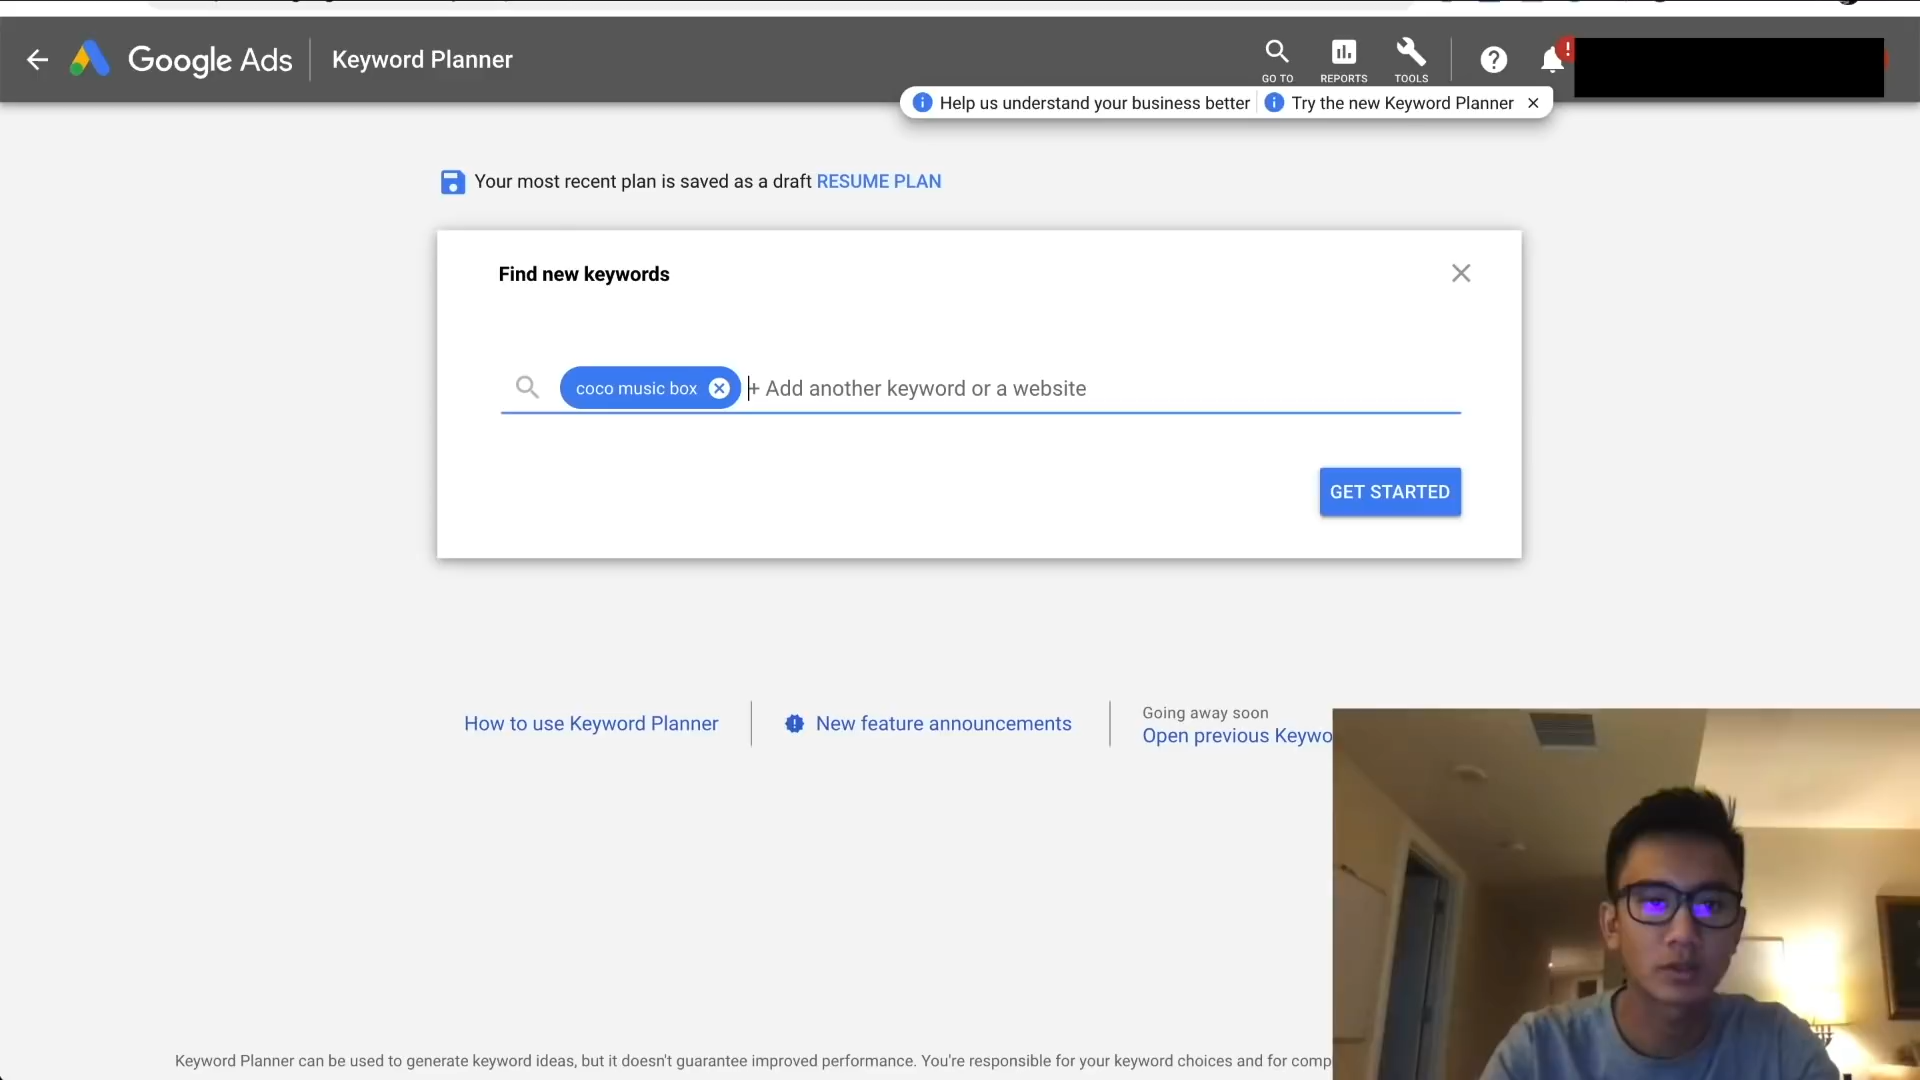 Google Ads
Keyword Planner
GO TO
REPORTS
TOOLS
!
Help us understand your business better
Try the new Keyword Planner
Your most recent plan is saved as a draft RESUME PLAN
Find new keywords
coco music box
+ Add another keyword or a website
GET STARTED
How to use Keyword Planner
New feature announcements
Going away soon
Open previous Keywo
Keyword Planner can be used to generate keyword ideas, but it doesn't guarantee improved performance. You're responsible for your keyword choices and for comp